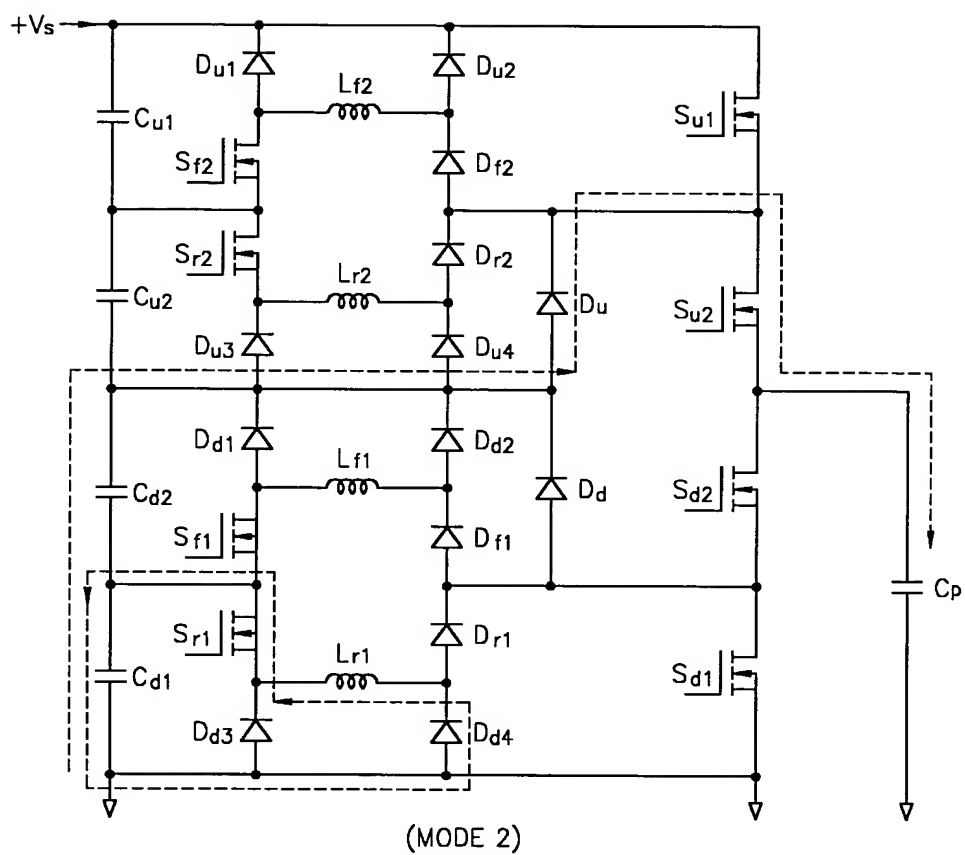 +Vs
Du1
Lf2
Du2
Cu1
Su1
Sf2
Df2
Sr2
Dr2
Lr2
Cu2
Du
Su2
Du3
Du4
Dd1
Dd2
Lf1
Cd2
Dd
Sd2
Sf1
Df1
Cp
Sr1
Dr1
Lr1
Cd1
Sd1
Dd3
Dd4
(MODE 2)